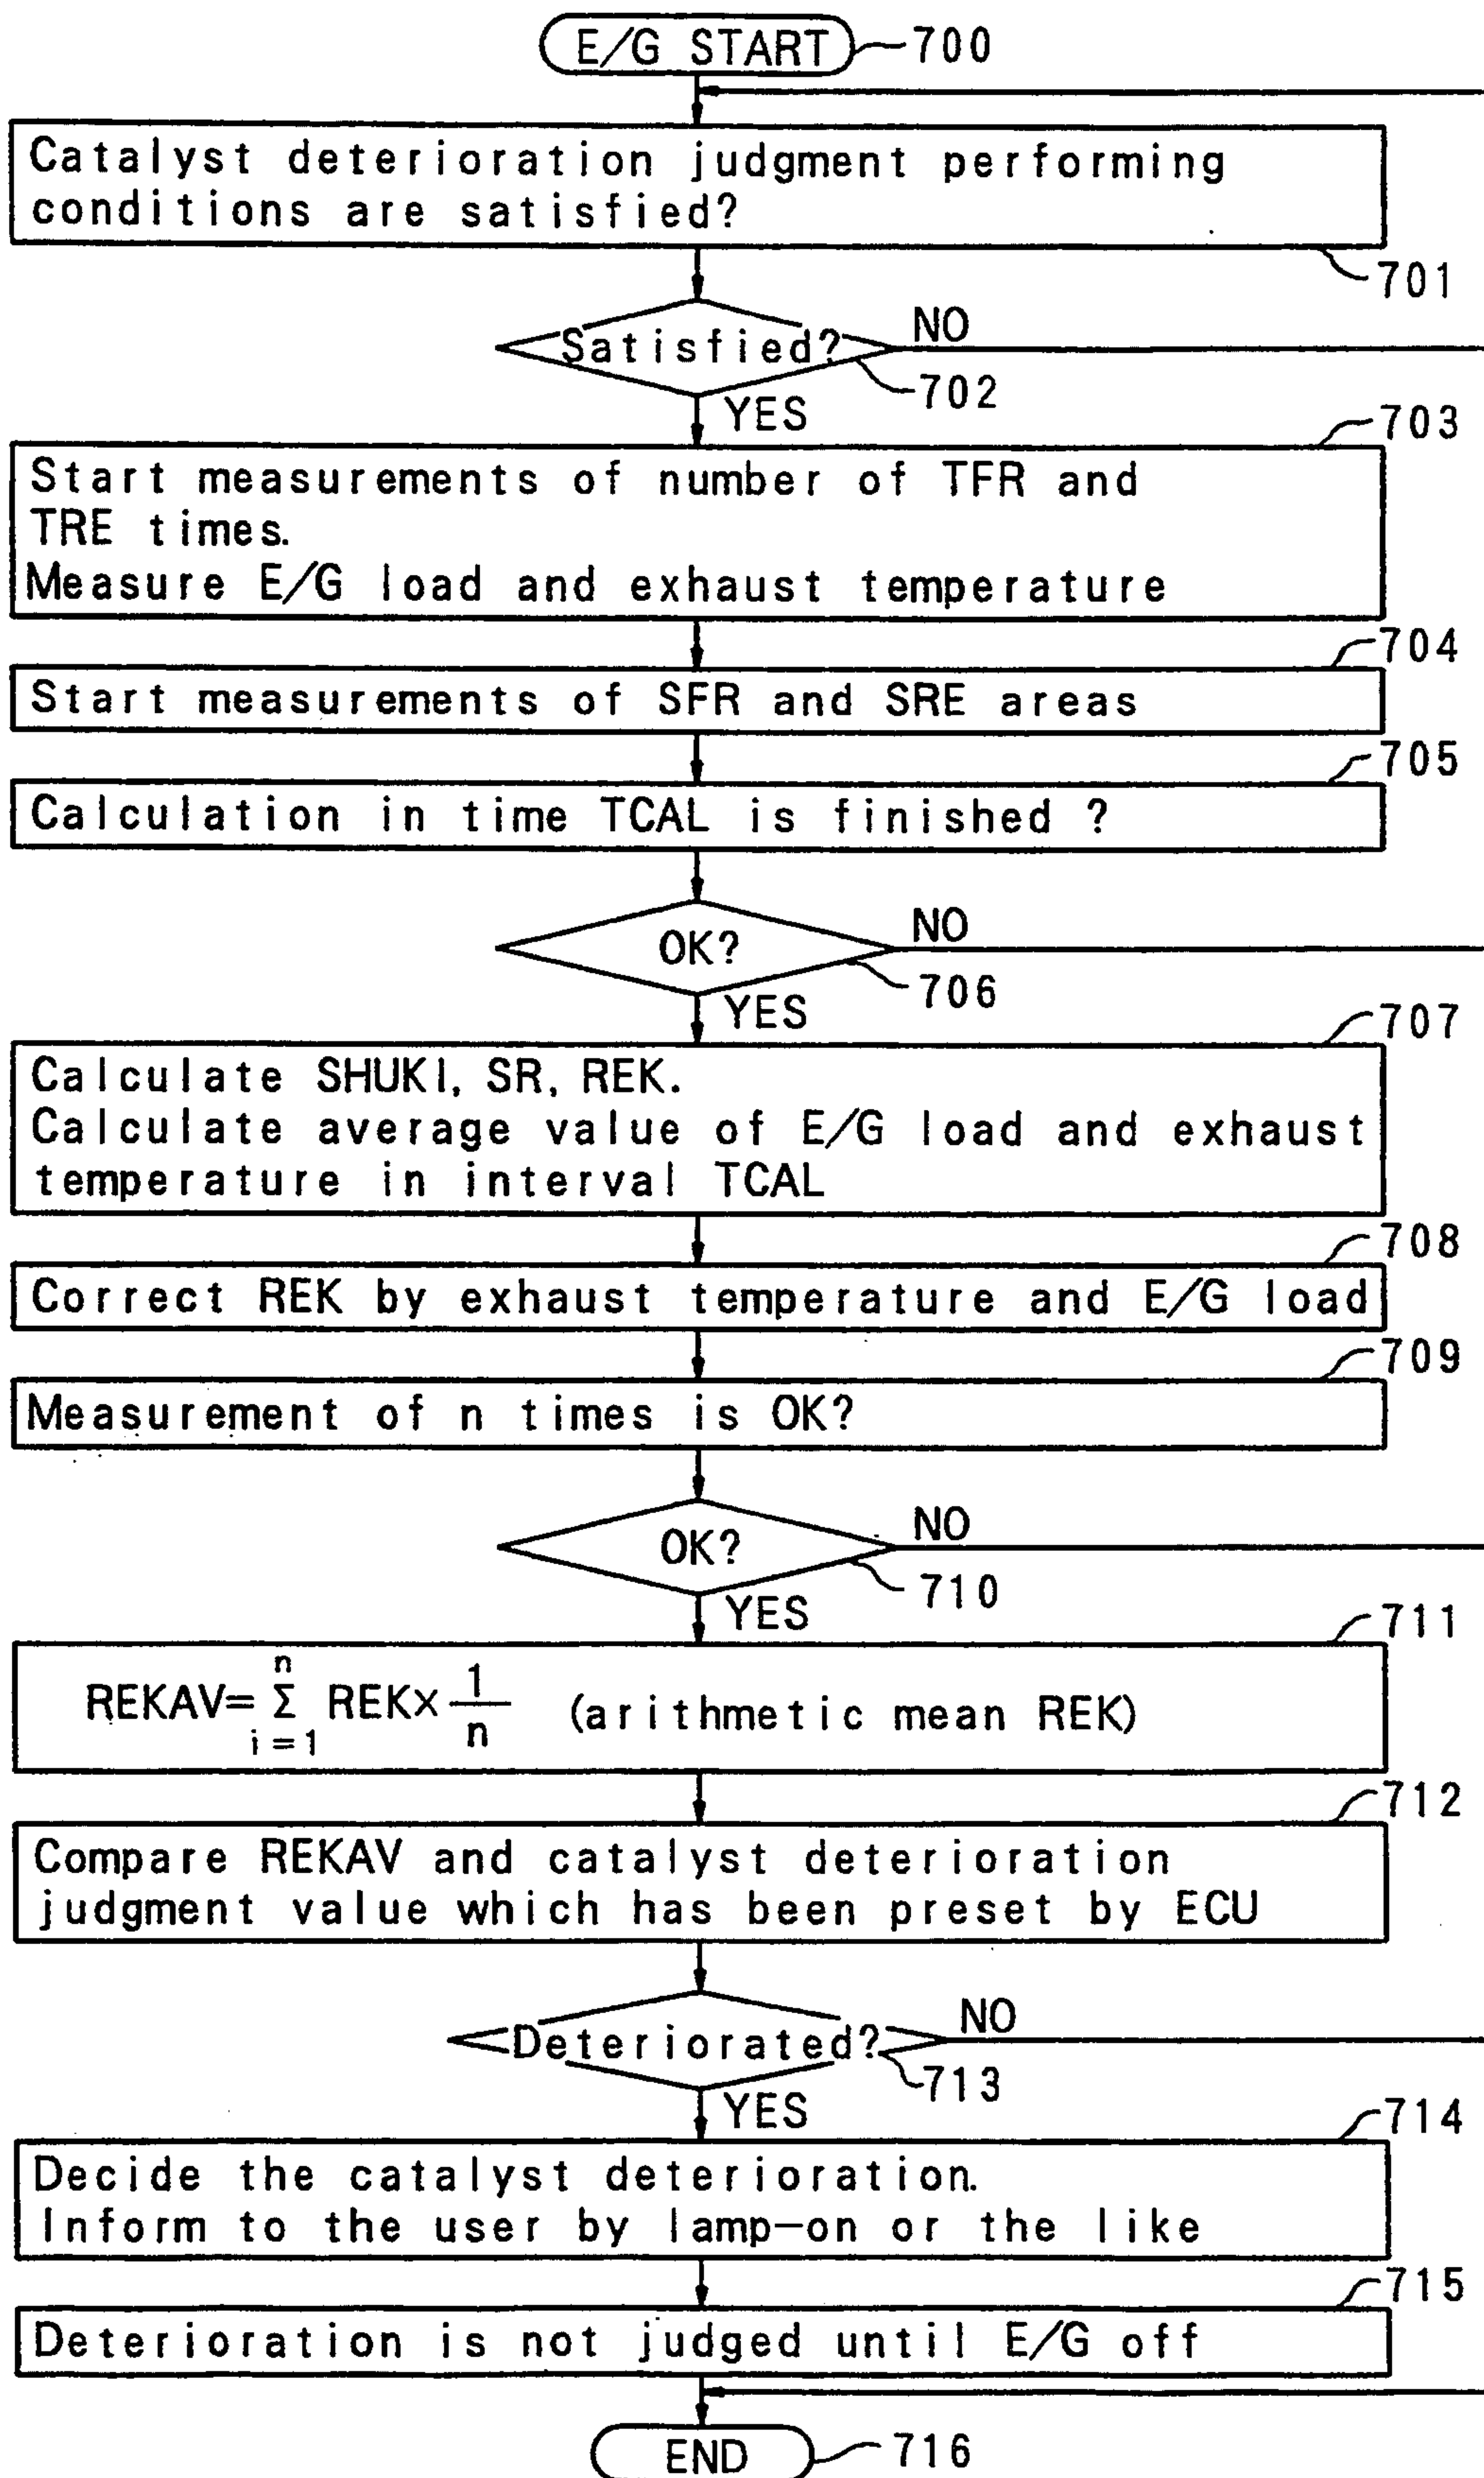 E/G START 700
Catalyst deterioration judgment performing
conditions are satisfied?
701
Satisfied? NO
702
YES
703
Start measurements of number of TFR and
TRE times.
Measure E/G load and exhaust temperature
704
Start measurements of SFR and SRE areas
705
Calculation in time TCAL is finished ?
OK? NO
706
YES
707
Calculate SHUKI, SR, REK.
Calculate average value of E/G load and exhaust
temperature in interval TCAL
708
Correct REK by exhaust temperature and E/G load
709
Measurement of n times is OK?
OK? NO
710
YES
711
REKAV= n Σ i=1 REK× 1/n (arithmetic mean REK)
712
Compare REKAV and catalyst deterioration
judgment value which has been preset by ECU
Deteriorated? NO
713
YES
714
Decide the catalyst deterioration.
Inform to the user by lamp-on or the like
715
Deterioration is not judged until E/G off
END 716